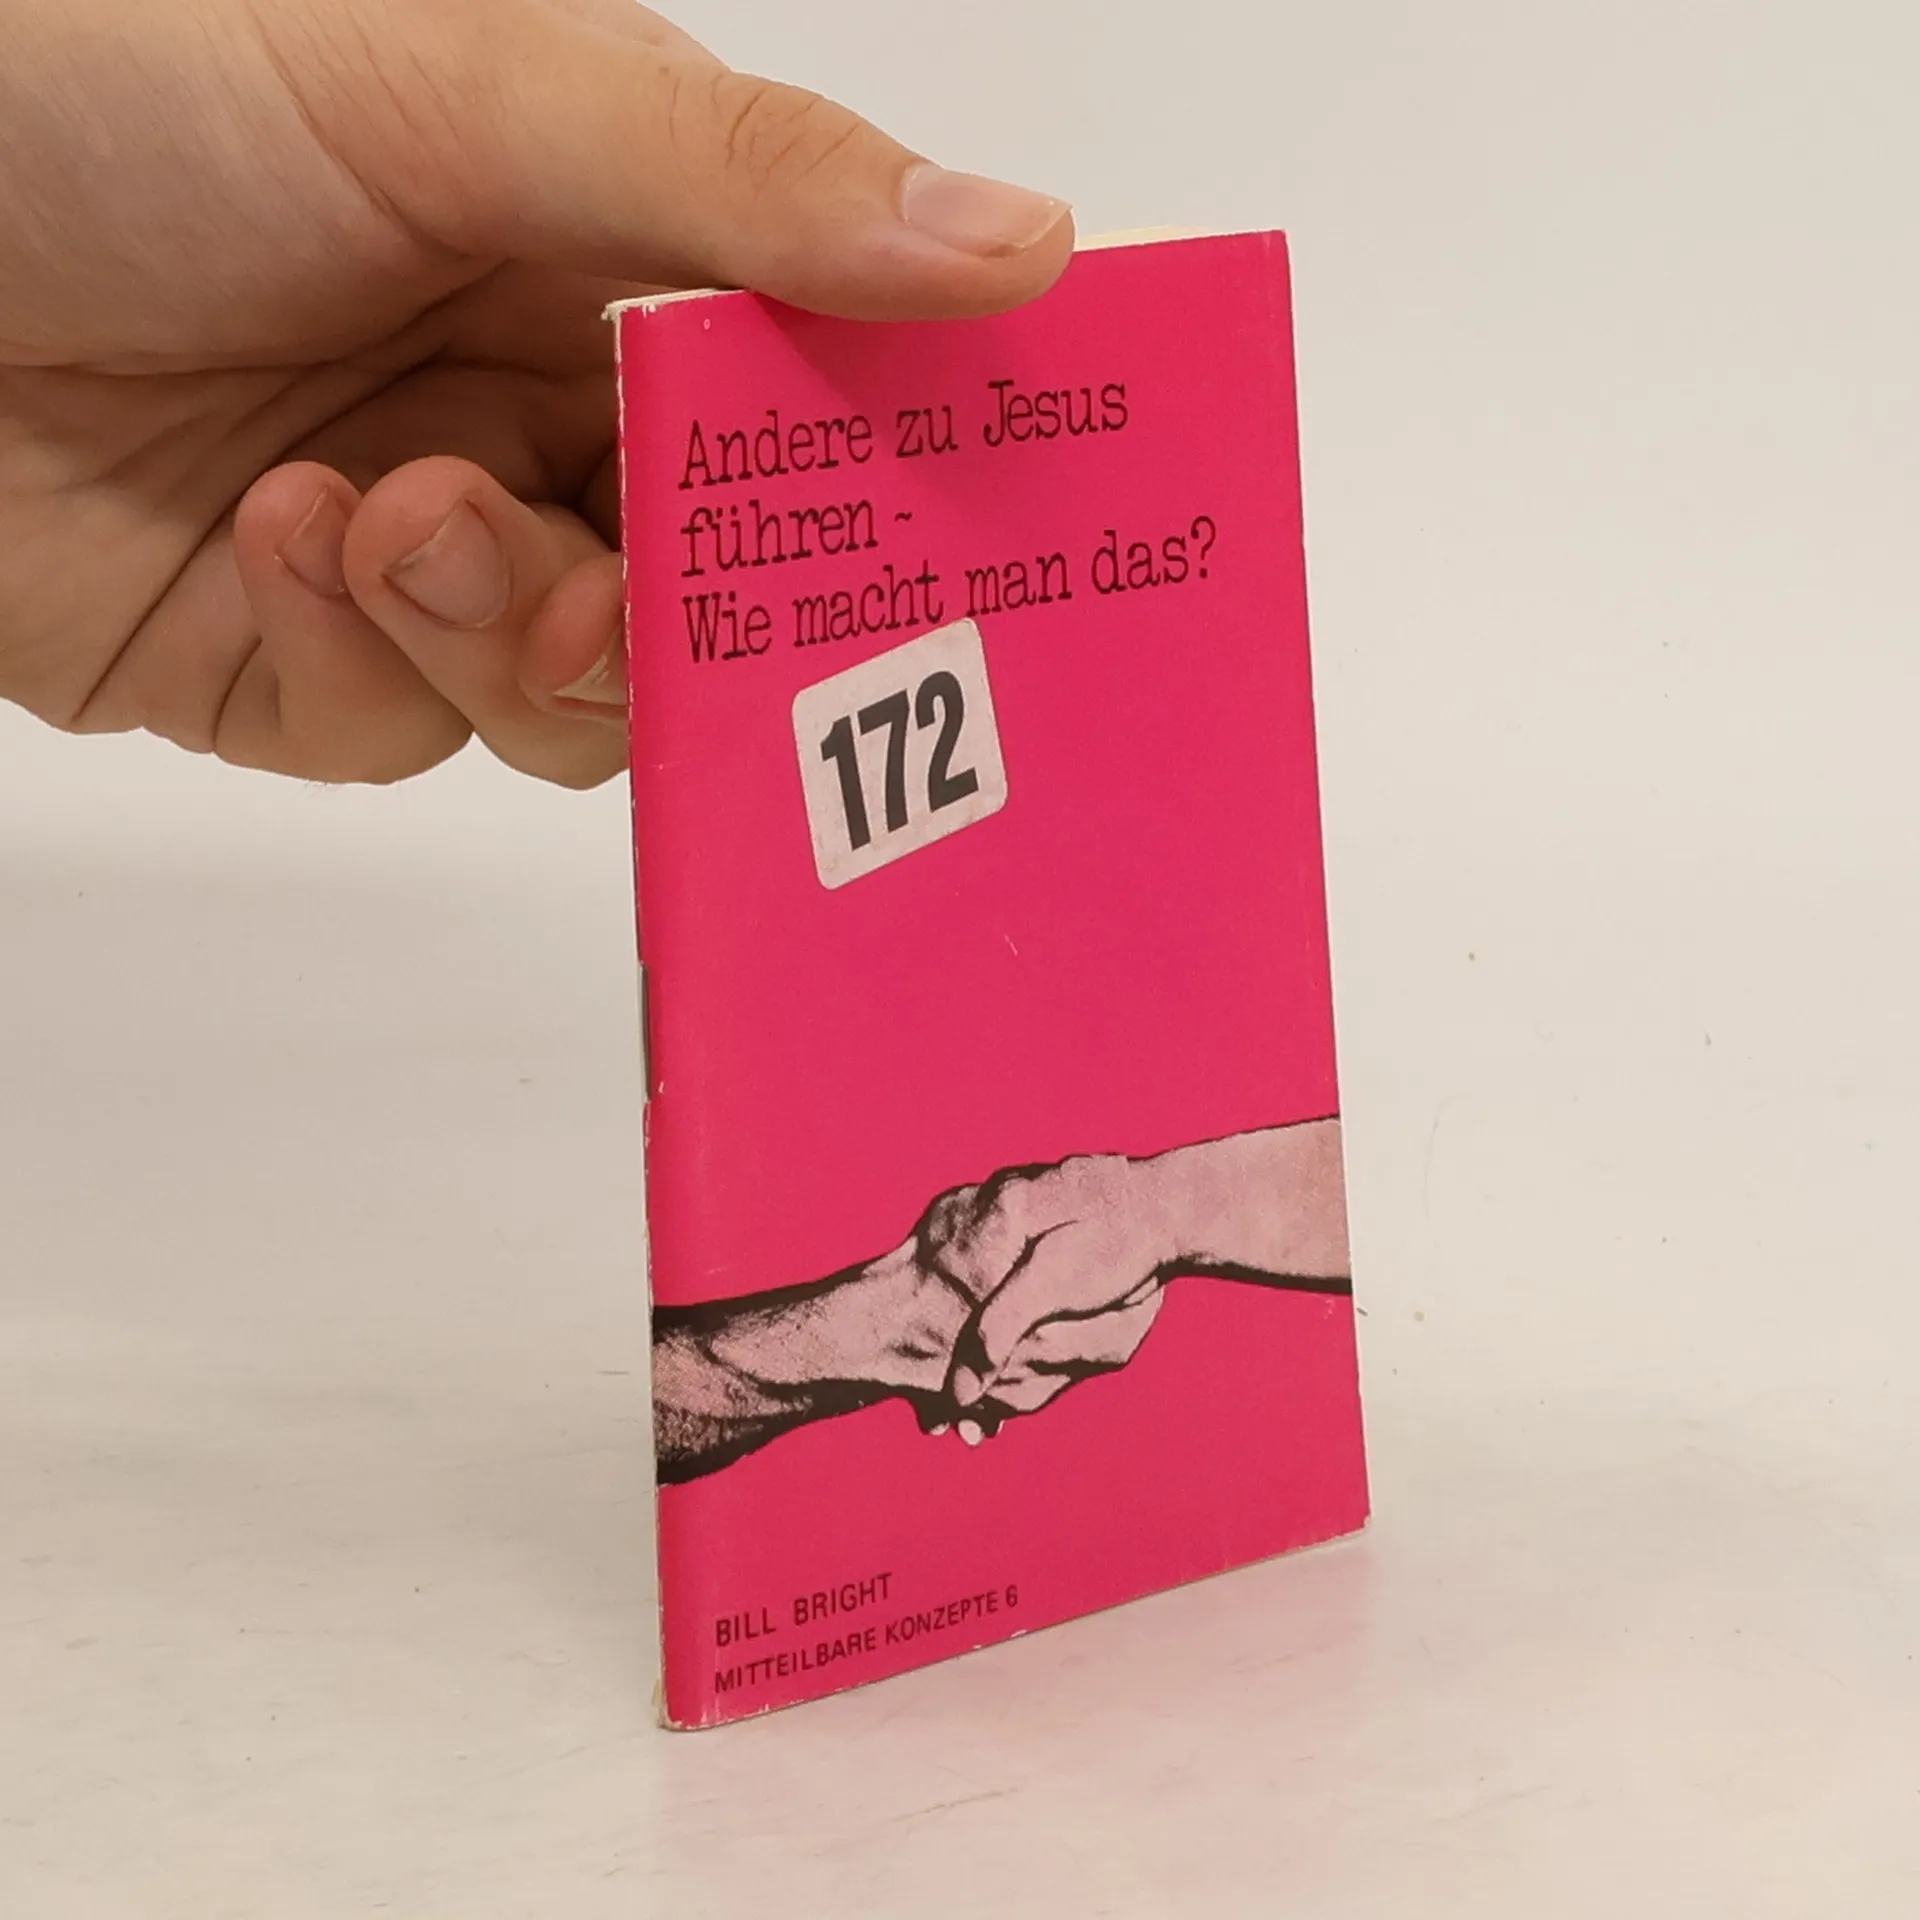 Andere zu Jesus
führen ~
Wie macht man das?
172
BILL BRIGHT
MITTEILBARE KONZEPTE 6